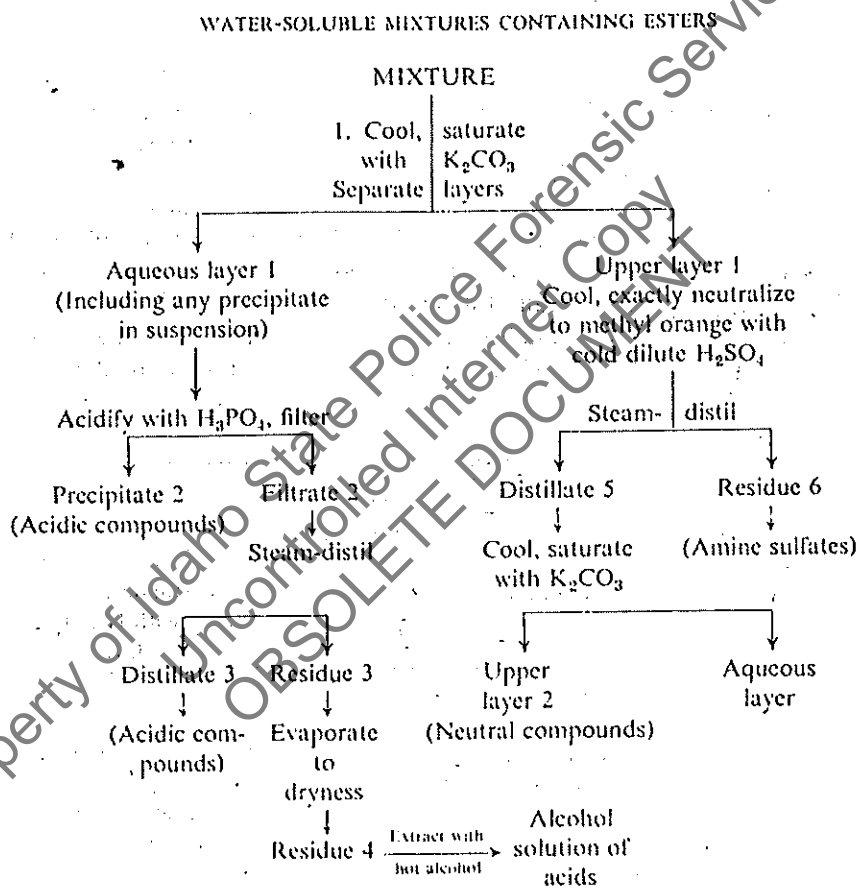 WATER-SOLUBLE MIXTURES CONTAINING ESTERS
MIXTURE
1. Cool, saturate
with K₂CO₃
Separate layers
Aqueous layer 1
(Including any precipitate
in suspension)
Upper layer 1
Cool, exactly neutralize
to methyl orange with
cold dilute H₂SO₄
Acidify with H₃PO₄, filter
Steam- distil
Precipitate 2
(Acidic compounds)
Filtrate 2
Steam-distil
Distillate 5
Cool, saturate
with K₂CO₃
Residue 6
(Amine sulfates)
Distillate 3
(Acidic com-
pounds)
Residue 3
Evaporate
to
dryness
Upper
layer 2
(Neutral compounds)
Aqueous
layer
Residue 4
Extract with
hot alcohol
Alcohol
solution of
acids
Property of Idaho State Police Forensic Servic
Uncontrolled Internet Copy
OBSOLETE DOCUMENT